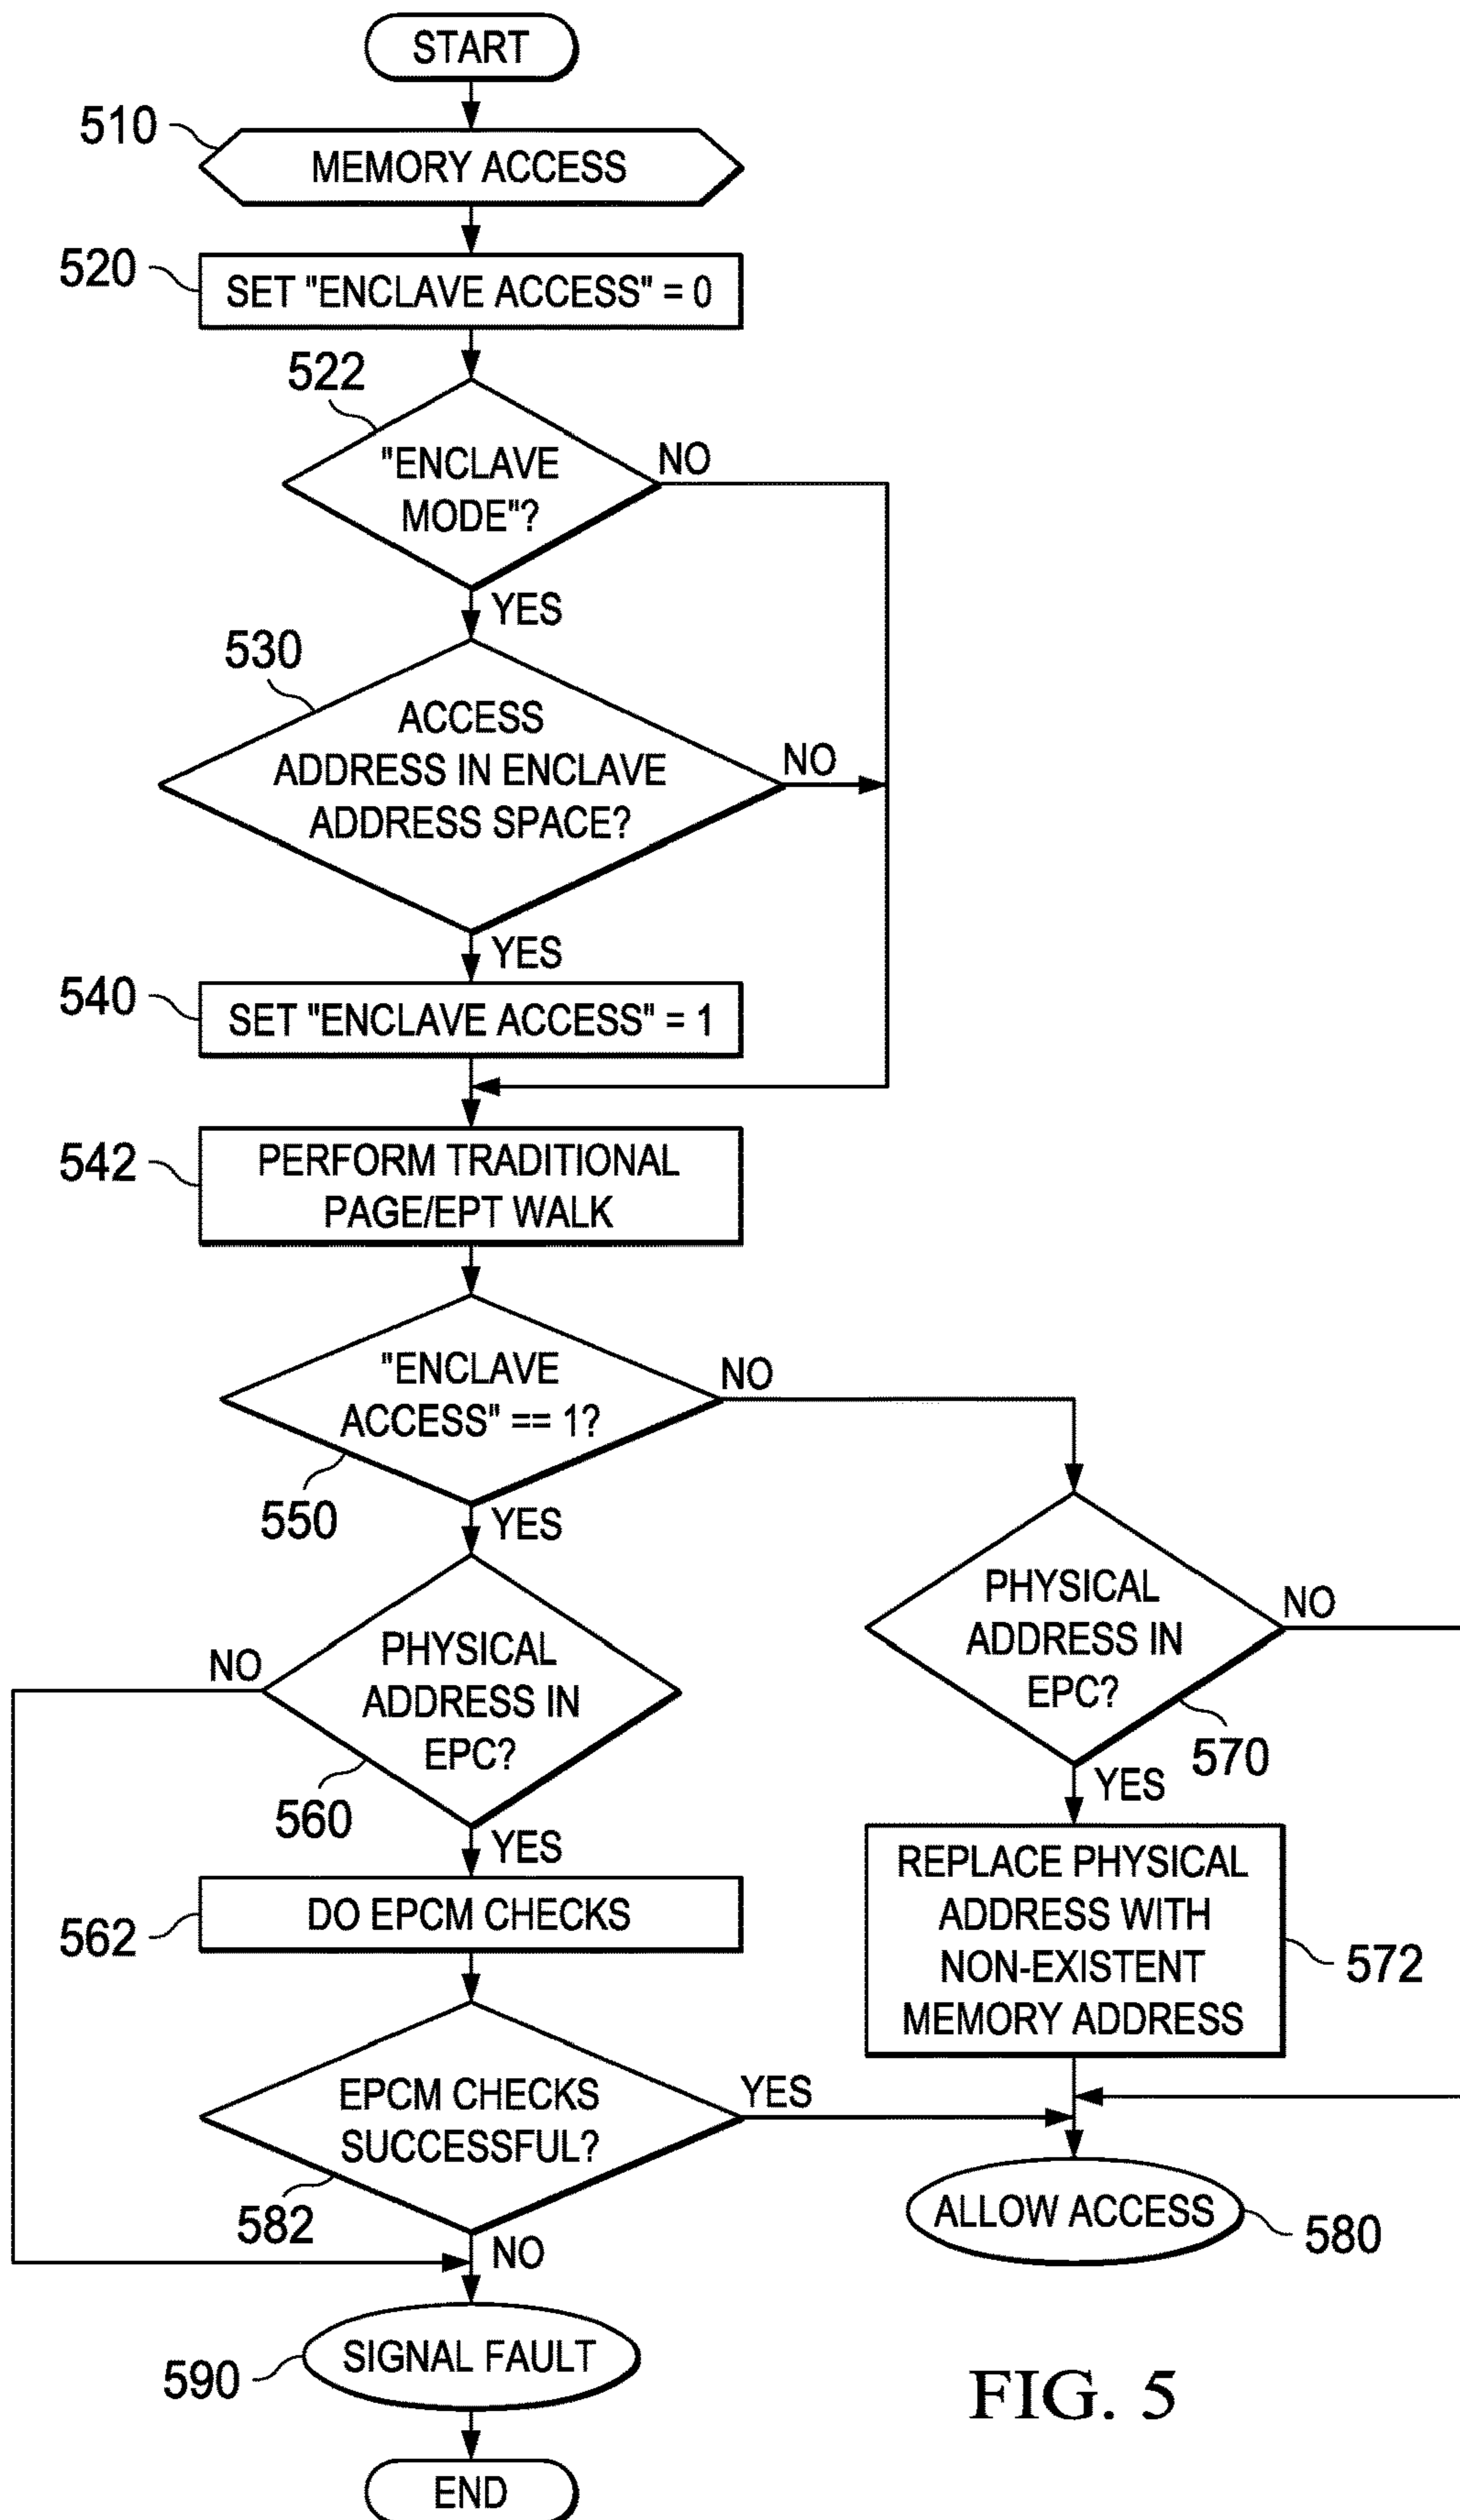 START
510
MEMORY ACCESS
520
SET "ENCLAVE ACCESS" = 0
522
"ENCLAVE
MODE"?
NO
YES
530
ACCESS
ADDRESS IN ENCLAVE
ADDRESS SPACE?
NO
YES
540
SET "ENCLAVE ACCESS" = 1
542
PERFORM TRADITIONAL
PAGE/EPT WALK
"ENCLAVE
ACCESS" == 1?
NO
550
YES
PHYSICAL
ADDRESS IN
EPC?
NO
560
YES
PHYSICAL
ADDRESS IN
EPC?
NO
570
YES
562
DO EPCM CHECKS
REPLACE PHYSICAL
ADDRESS WITH
NON-EXISTENT
MEMORY ADDRESS
572
EPCM CHECKS
SUCCESSFUL?
YES
582
NO
ALLOW ACCESS
580
SIGNAL FAULT
590
END
FIG. 5